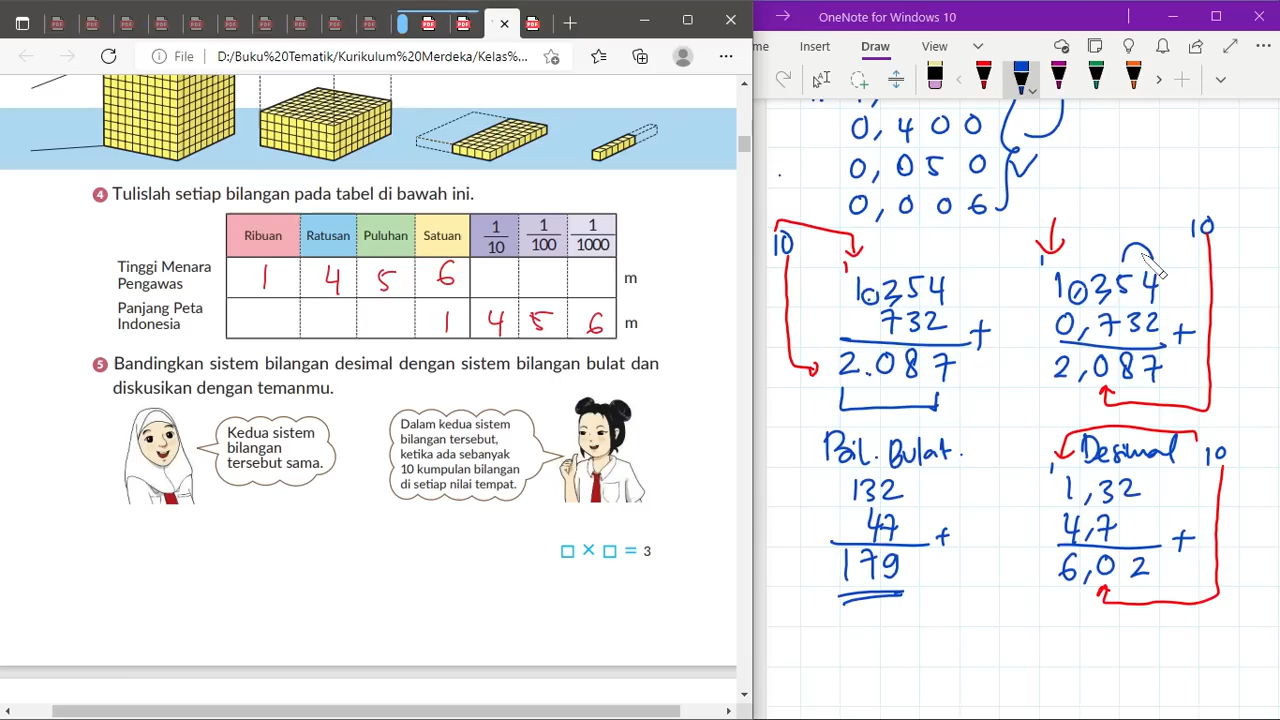 OneNote for Windows 10
File D:/Buku%20Tematik/Kurikulum%20Merdeka/Kelas%...
Insert Draw View
4 Tulislah setiap bilangan pada tabel di bawah ini.
Ribuan Ratusan Puluhan Satuan 1/10 1/100 1/1000
Tinggi Menara Pengawas 1 4 5 6 m
Panjang Peta Indonesia 1 4 5 6 m
5 Bandingkan sistem bilangan desimal dengan sistem bilangan bulat dan
diskusikan dengan temanmu.
Kedua sistem
bilangan
tersebut sama.
Dalam kedua sistem
bilangan tersebut,
ketika ada sebanyak
10 kumpulan bilangan
di setiap nilai tempat.
□ × □ = 3
0,400
0,050
0,006
10
1
10354
732 +
2.087
10
1
10354
0,732 +
2,087
Bil. Bulat.
132
47 +
179
Desimal
10
1
1,32
4,7 +
6,02